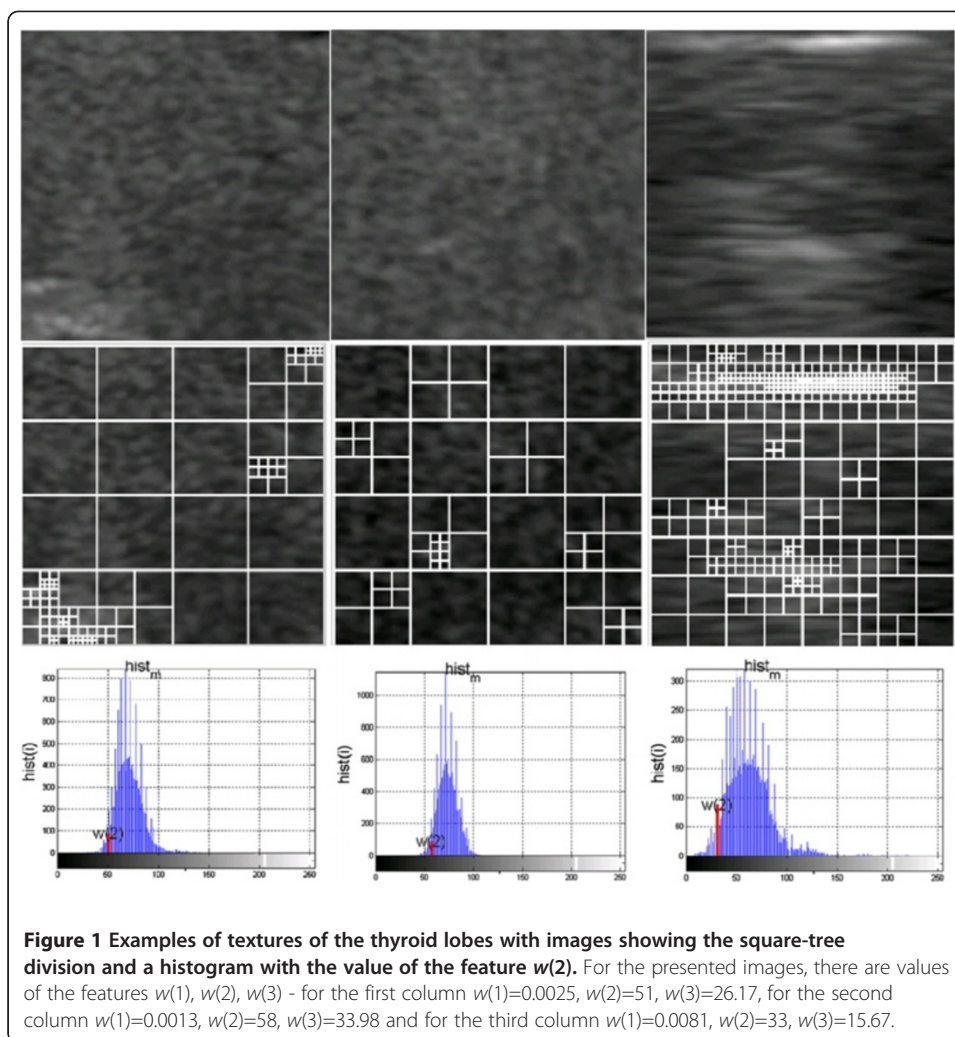 hist_m
hist_m
hist_m
hist(i)
800
700
600
500
400
300
200
100
0
w(2)
0 50 100 150 200 250
hist(i)
1000
800
600
400
200
0
w(2)
0 50 100 150 200 250
hist(i)
300
250
200
150
100
50
0
w(2)
0 50 100 150 200 250
Figure 1 Examples of textures of the thyroid lobes with images showing the square-tree
division and a histogram with the value of the feature w(2). For the presented images, there are values
of the features w(1), w(2), w(3) - for the first column w(1)=0.0025, w(2)=51, w(3)=26.17, for the second
column w(1)=0.0013, w(2)=58, w(3)=33.98 and for the third column w(1)=0.0081, w(2)=33, w(3)=15.67.